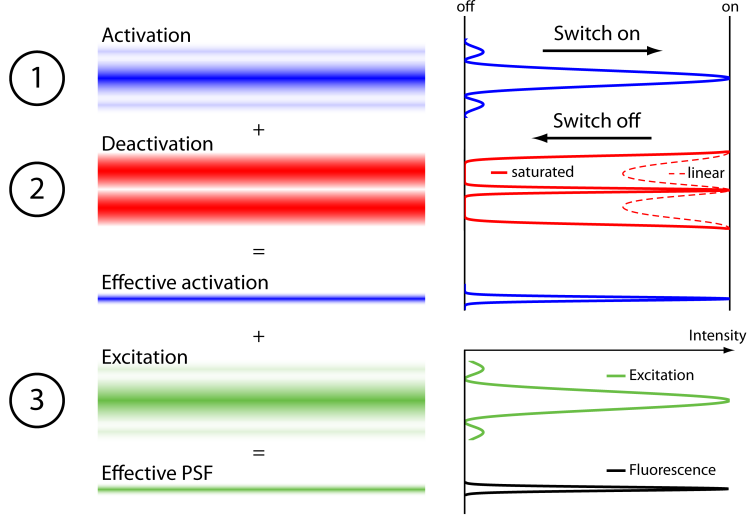 off
on
Activation
Switch on
1
+
Switch off
Deactivation
2
saturated
linear
=
Effective activation
+
Intensity
Excitation
3
Excitation
=
Effective PSF
Fluorescence